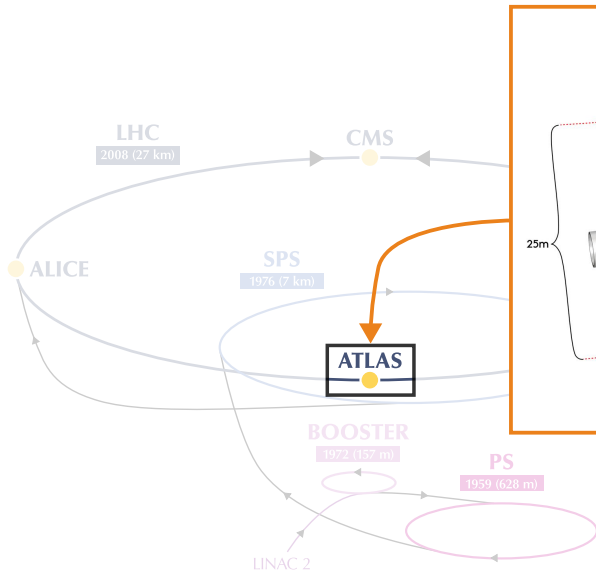 LHC
2008 (27 km)
CMS
25m
ALICE
SPS
1976 (7 km)
ATLAS
BOOSTER
1972 (157 m)
PS
1959 (628 m)
LINAC 2